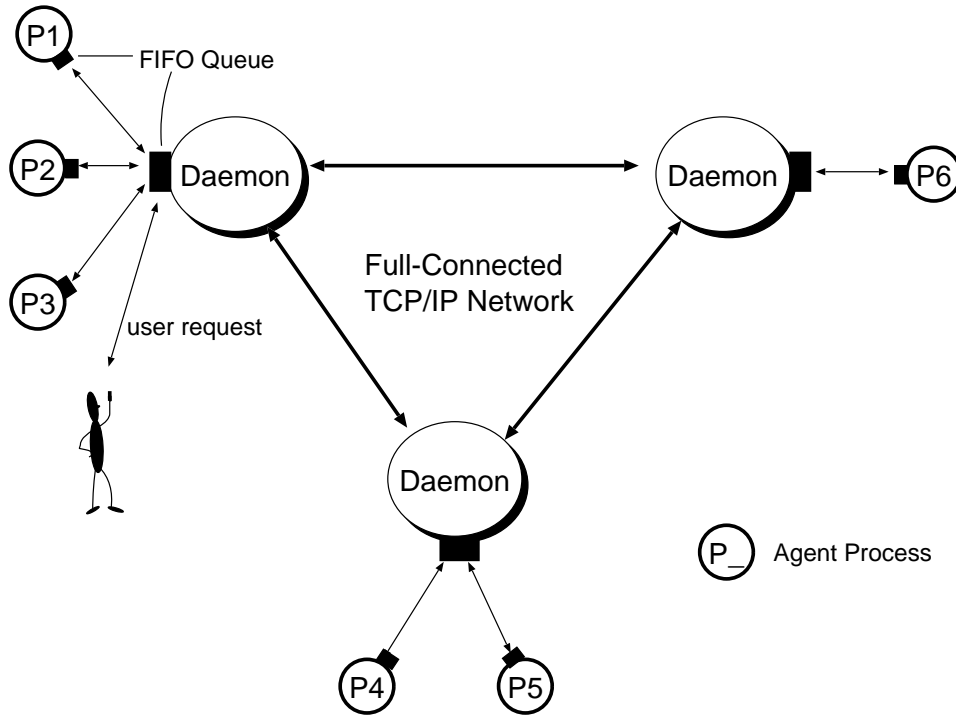 P1
FIFO Queue
P2
Daemon
Daemon
P6
Full-Connected
TCP/IP Network
P3
user request
Daemon
P_
Agent Process
P4
P5